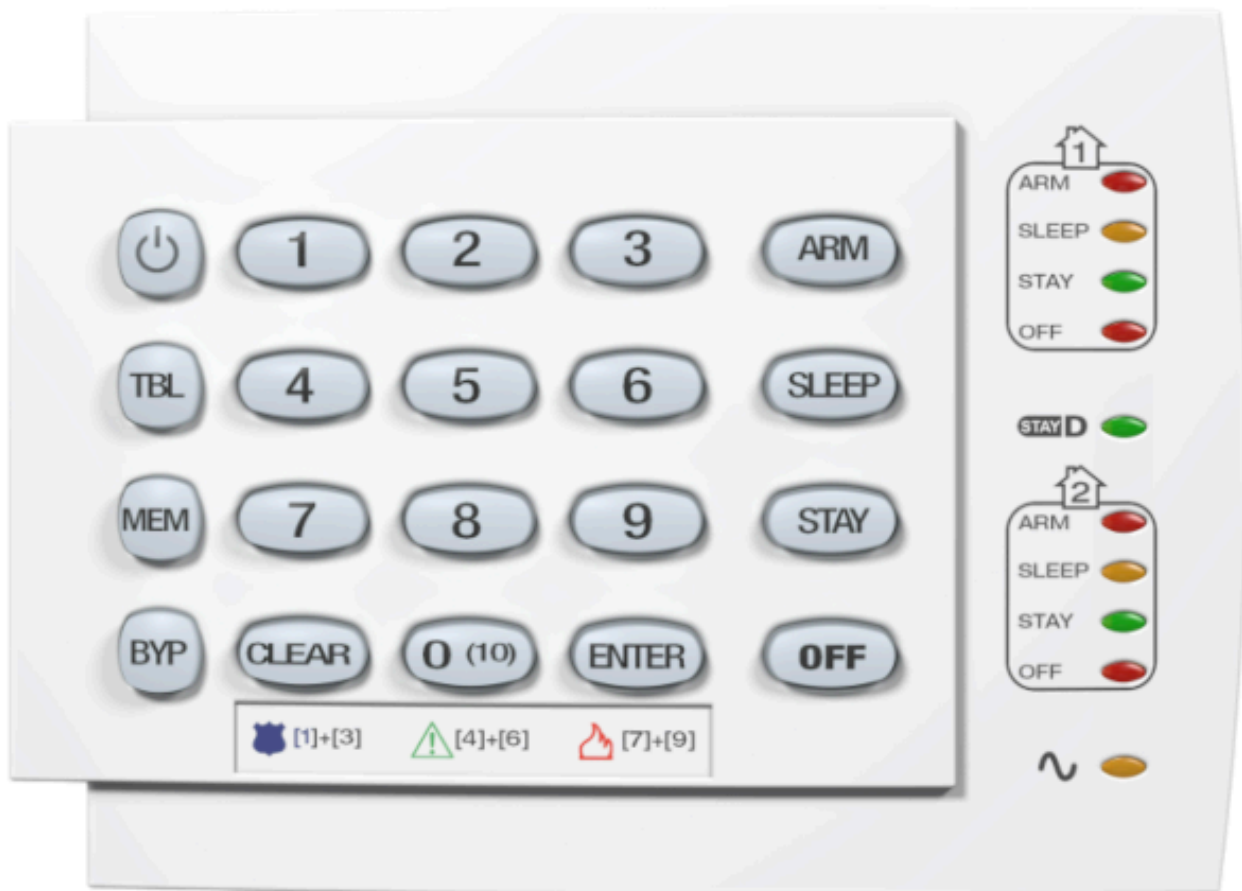 1 2 3 ARM
TBL 4 5 6 SLEEP
MEM 7 8 9 STAY
BYP CLEAR 0 (10) ENTER OFF
[1]+[3] [4]+[6] [7]+[9]
1
ARM
SLEEP
STAY
OFF
STAY D
2
ARM
SLEEP
STAY
OFF